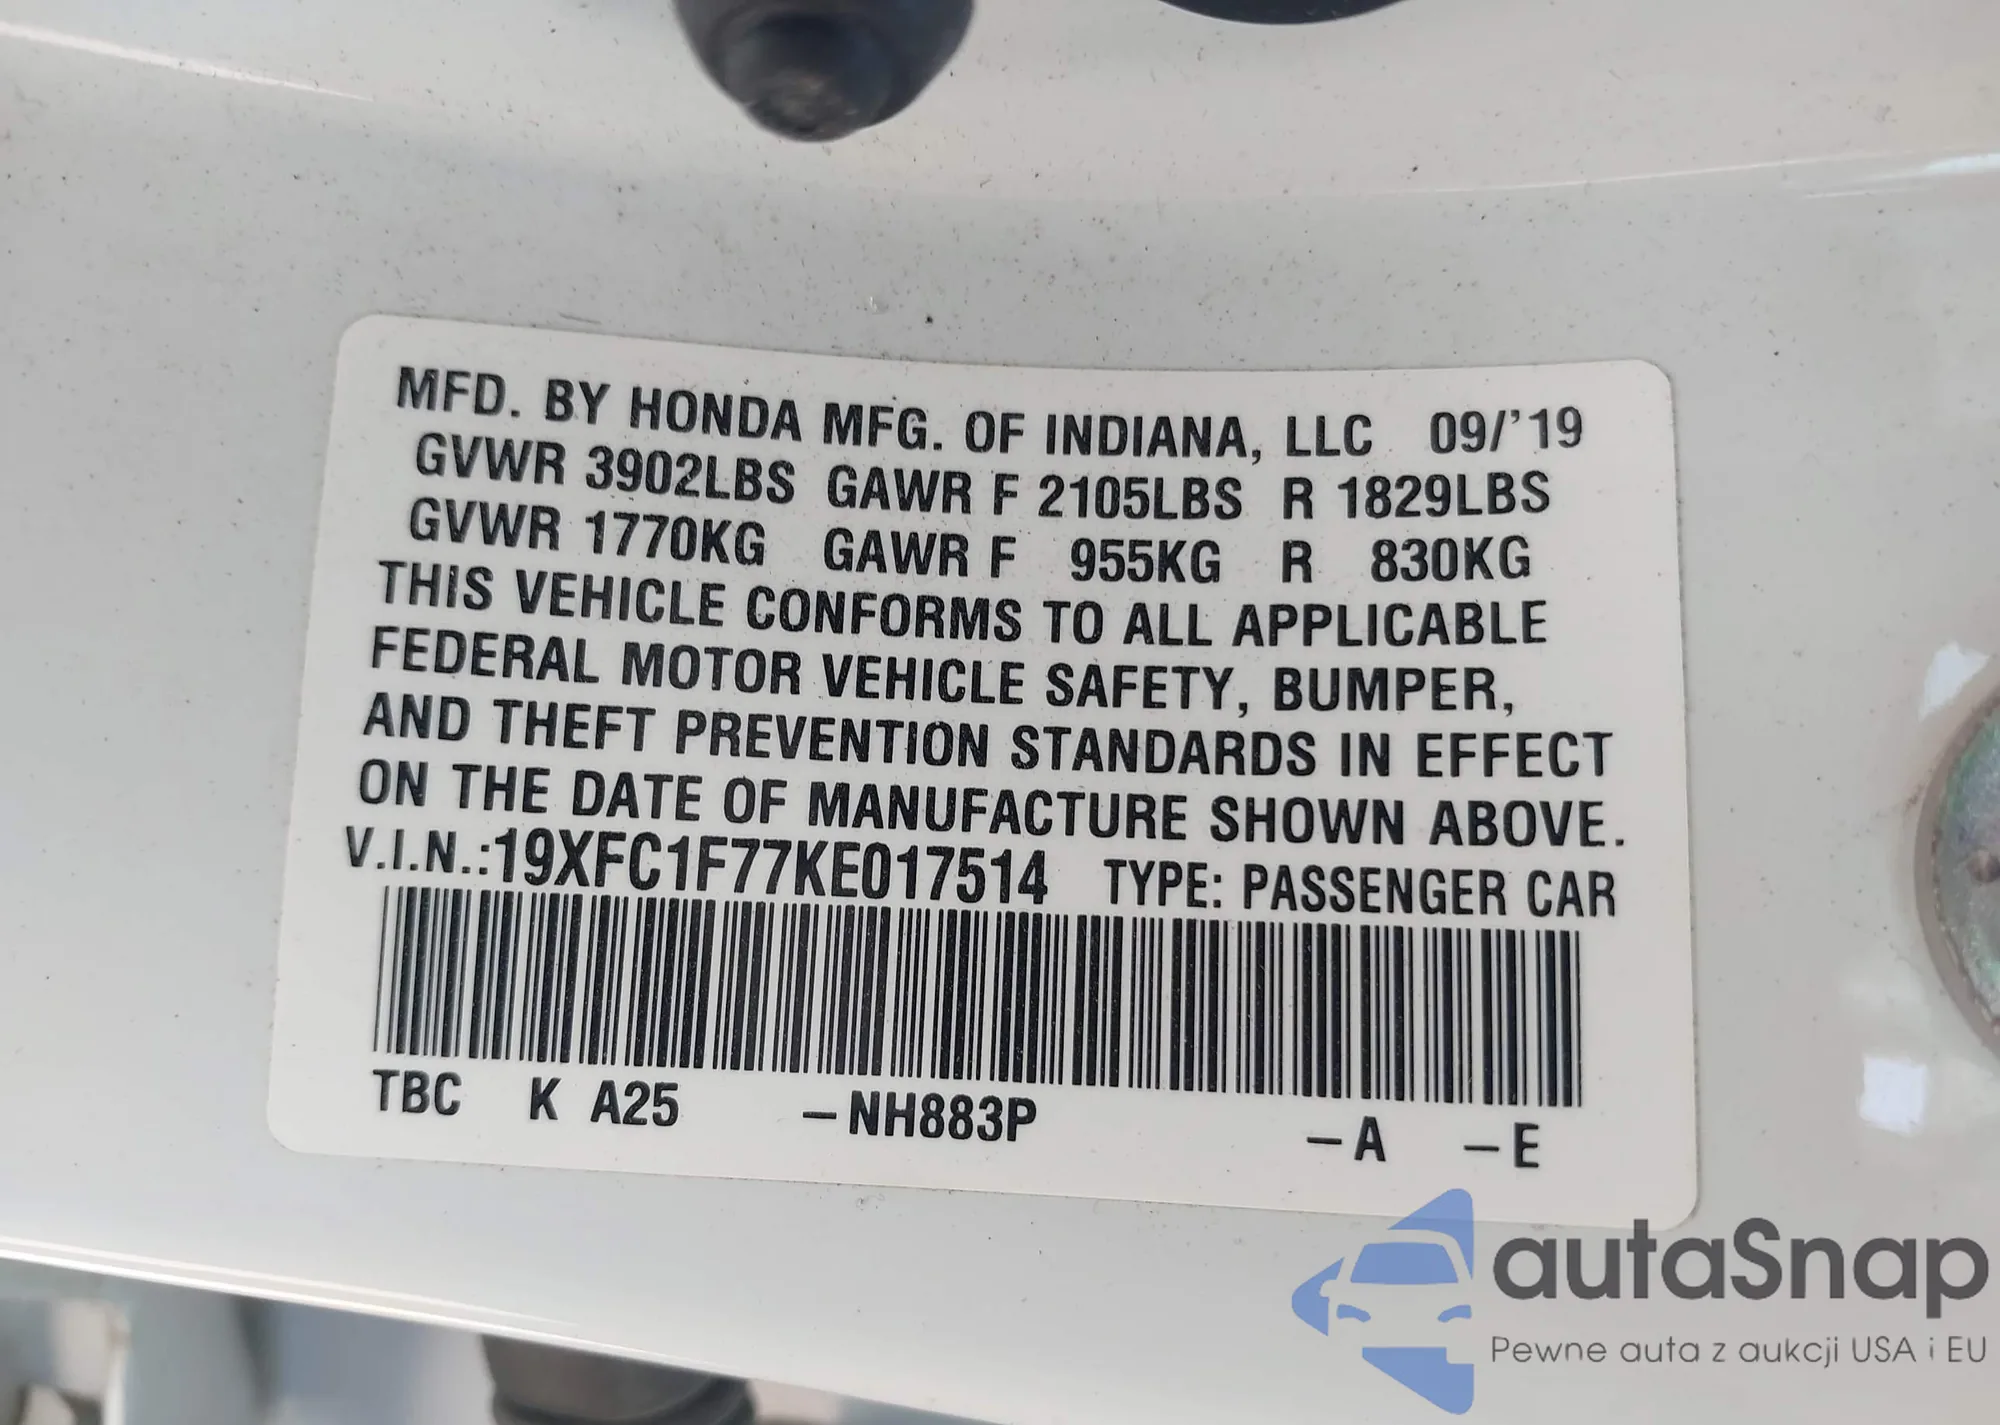 MFD. BY HONDA MFG. OF INDIANA, LLC 09/'19
GVWR 3902LBS GAWR F 2105LBS R 1829LBS
GVWR 1770KG GAWR F 955KG R 830KG
THIS VEHICLE CONFORMS TO ALL APPLICABLE
FEDERAL MOTOR VEHICLE SAFETY, BUMPER,
AND THEFT PREVENTION STANDARDS IN EFFECT
ON THE DATE OF MANUFACTURE SHOWN ABOVE.
V.I.N.:19XFC1F77KE017514 TYPE: PASSENGER CAR
TBC K A25 –NH883P –A –E
autaSnap
Pewne auta z aukcji USA i EU